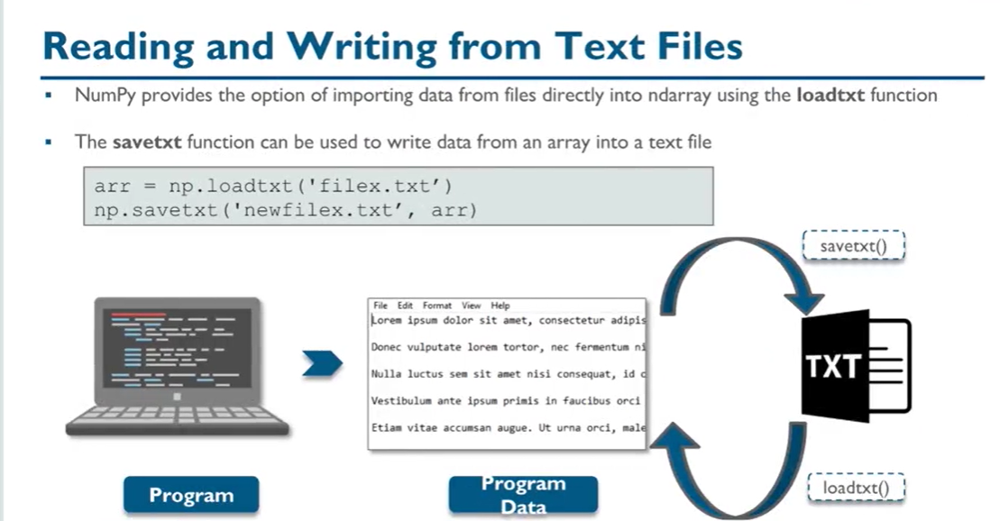 Reading and Writing from Text Files
▪ NumPy provides the option of importing data from files directly into ndarray using the loadtxt function
▪ The savetxt function can be used to write data from an array into a text file
arr = np.loadtxt('filex.txt’)
np.savetxt('newfilex.txt’, arr)
savetxt()
File Edit Format View Help
Lorem ipsum dolor sit amet, consectetur adipis
Donec vulputate lorem tortor, nec fermentum ni
Nulla luctus sem sit amet nisi consequat, id c
Vestibulum ante ipsum primis in faucibus orci
Etiam vitae accumsan augue. Ut urna orci, male
TXT
loadtxt()
Program
Program
Data